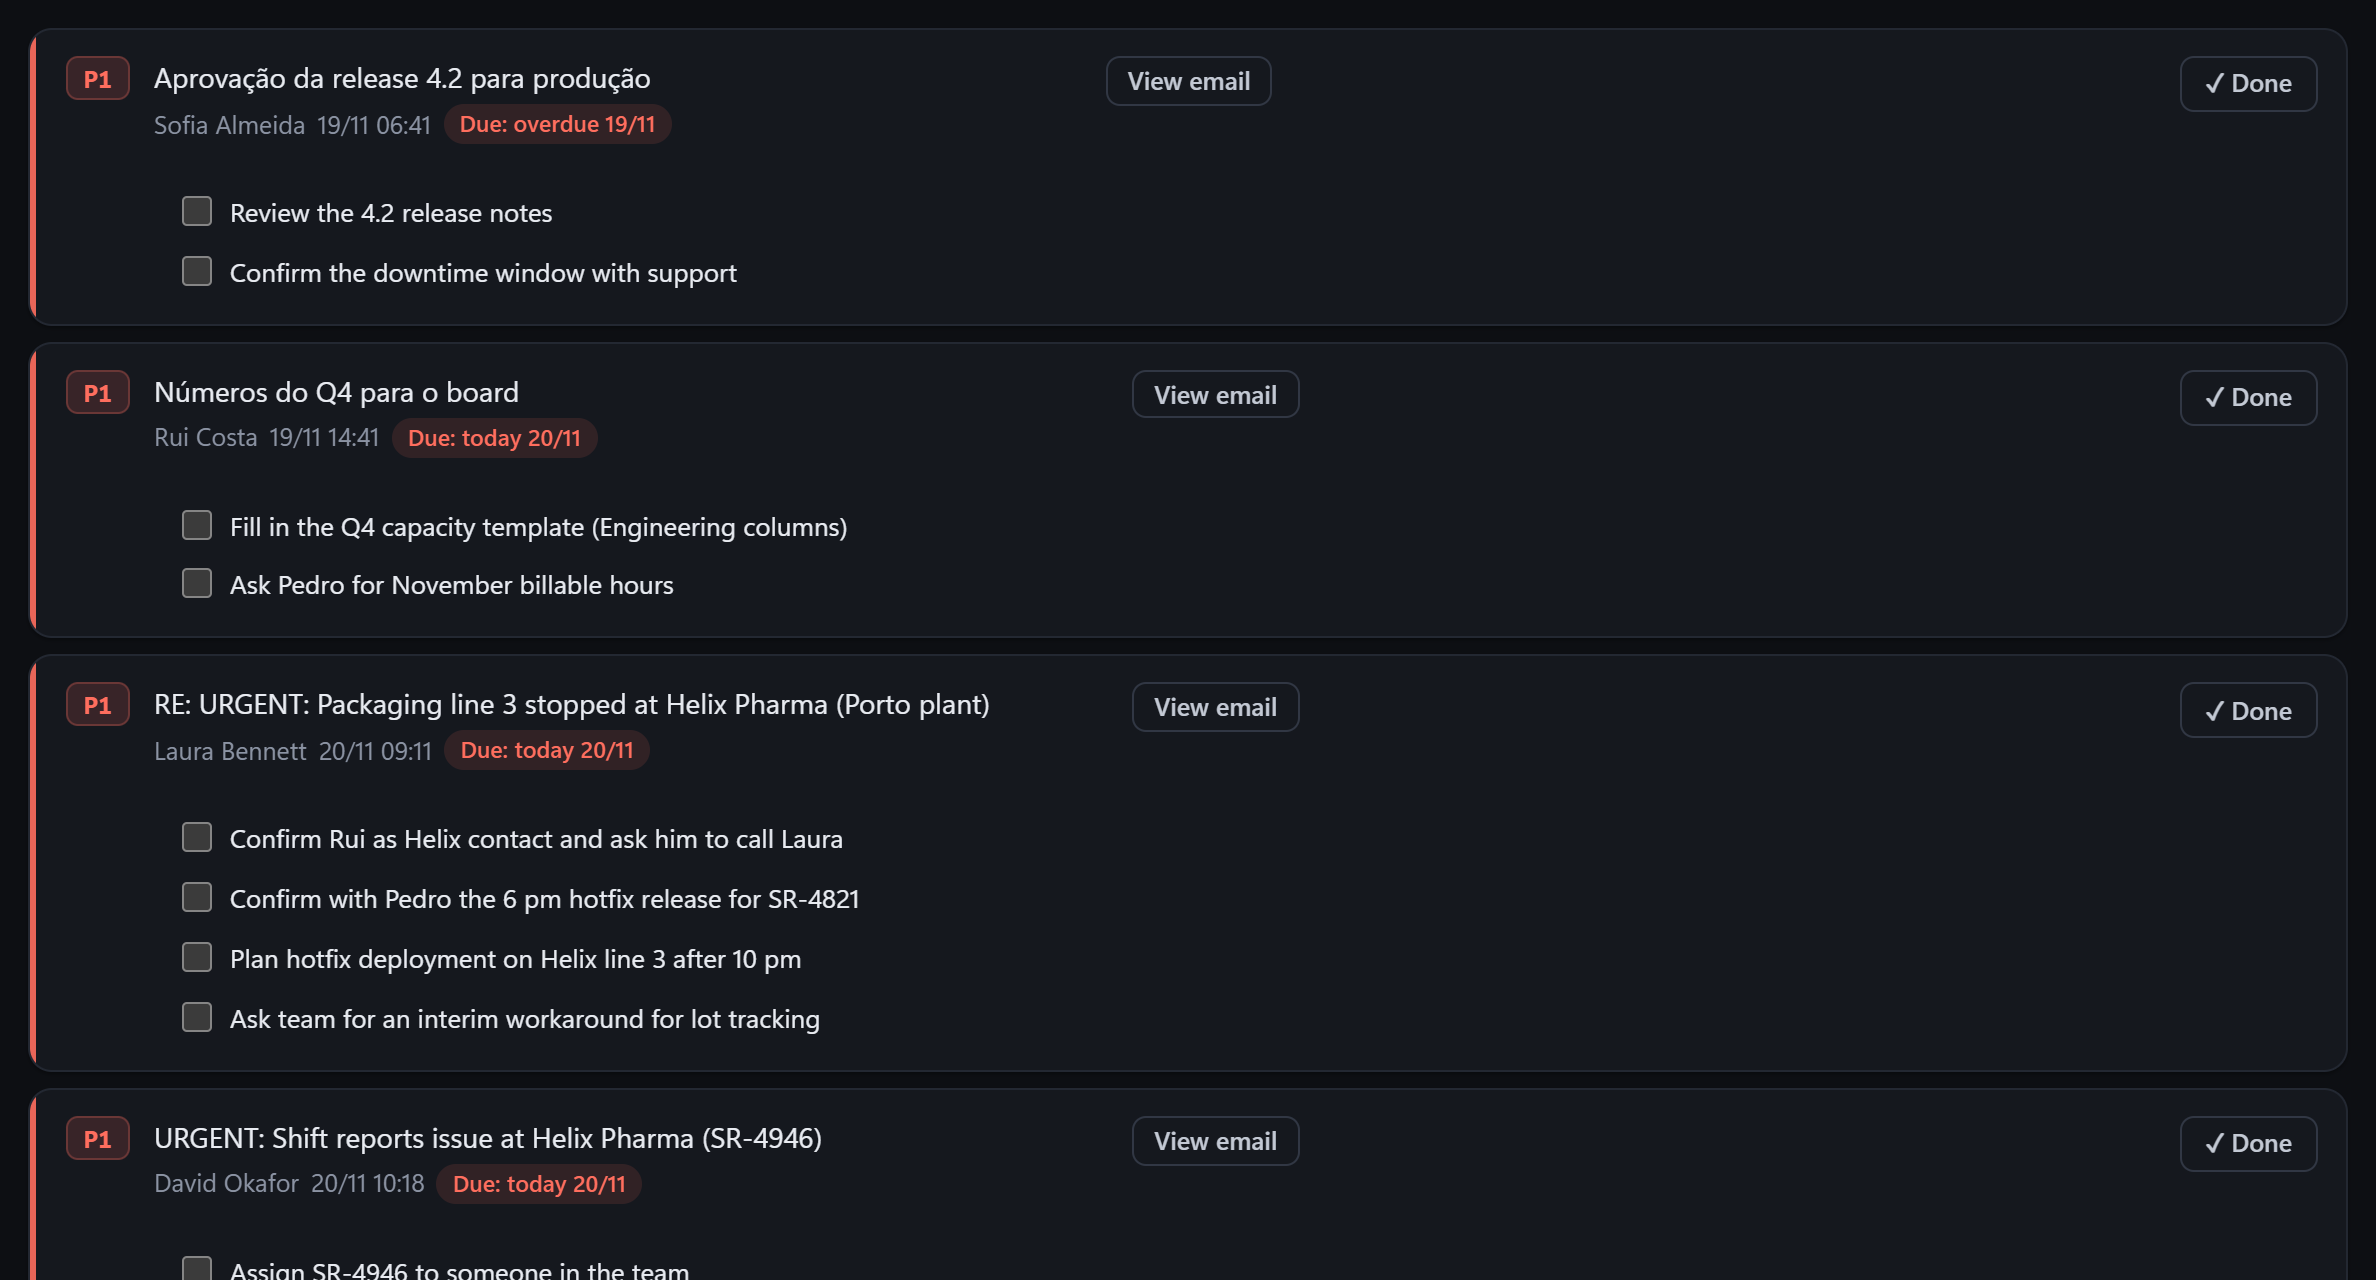 P1 Aprovação da release 4.2 para produção View email ✓ Done
Sofia Almeida 19/11 06:41 Due: overdue 19/11
Review the 4.2 release notes
Confirm the downtime window with support
P1 Números do Q4 para o board View email ✓ Done
Rui Costa 19/11 14:41 Due: today 20/11
Fill in the Q4 capacity template (Engineering columns)
Ask Pedro for November billable hours
P1 RE: URGENT: Packaging line 3 stopped at Helix Pharma (Porto plant) View email ✓ Done
Laura Bennett 20/11 09:11 Due: today 20/11
Confirm Rui as Helix contact and ask him to call Laura
Confirm with Pedro the 6 pm hotfix release for SR-4821
Plan hotfix deployment on Helix line 3 after 10 pm
Ask team for an interim workaround for lot tracking
P1 URGENT: Shift reports issue at Helix Pharma (SR-4946) View email ✓ Done
David Okafor 20/11 10:18 Due: today 20/11
Assign SR-4946 to someone in the team